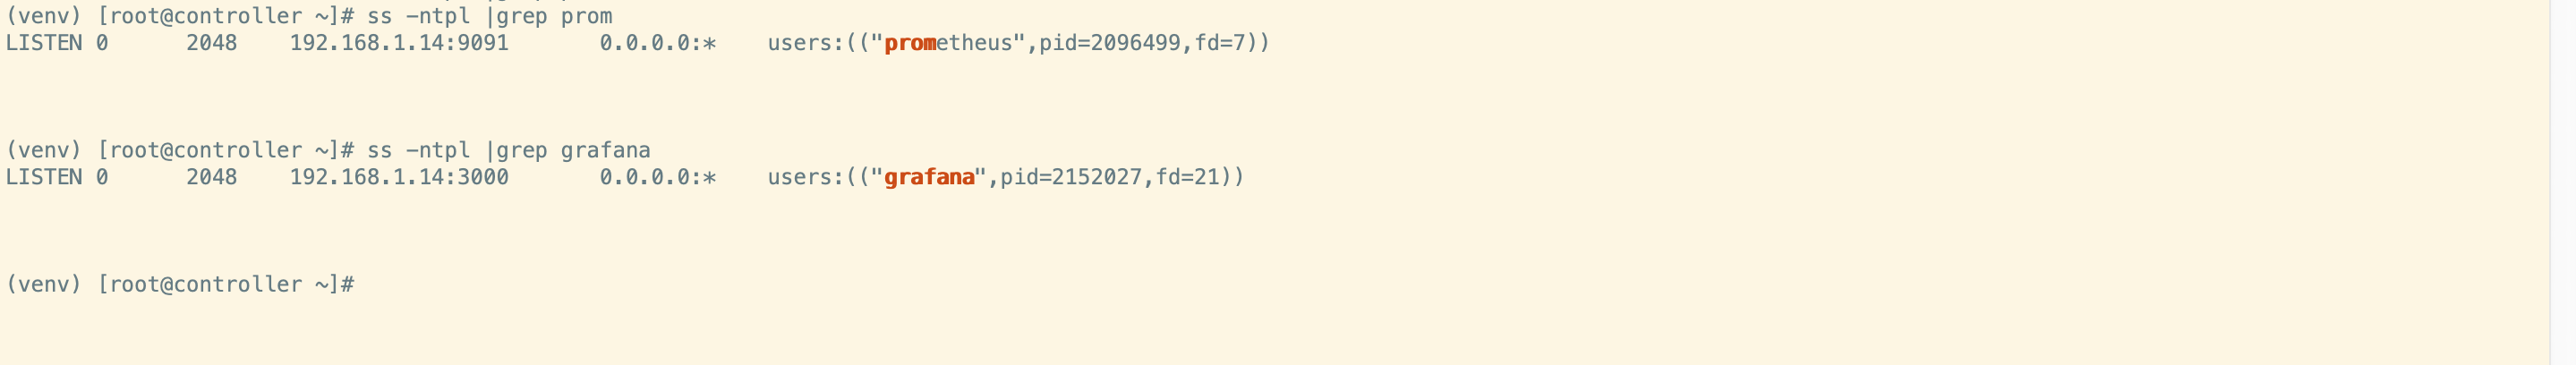 (venv) [root@controller ~]# ss -ntpl |grep prom
LISTEN 0      2048    192.168.1.14:9091       0.0.0.0:*    users:(("prometheus",pid=2096499,fd=7))
(venv) [root@controller ~]# ss -ntpl |grep grafana
LISTEN 0      2048    192.168.1.14:3000       0.0.0.0:*    users:(("grafana",pid=2152027,fd=21))
(venv) [root@controller ~]#